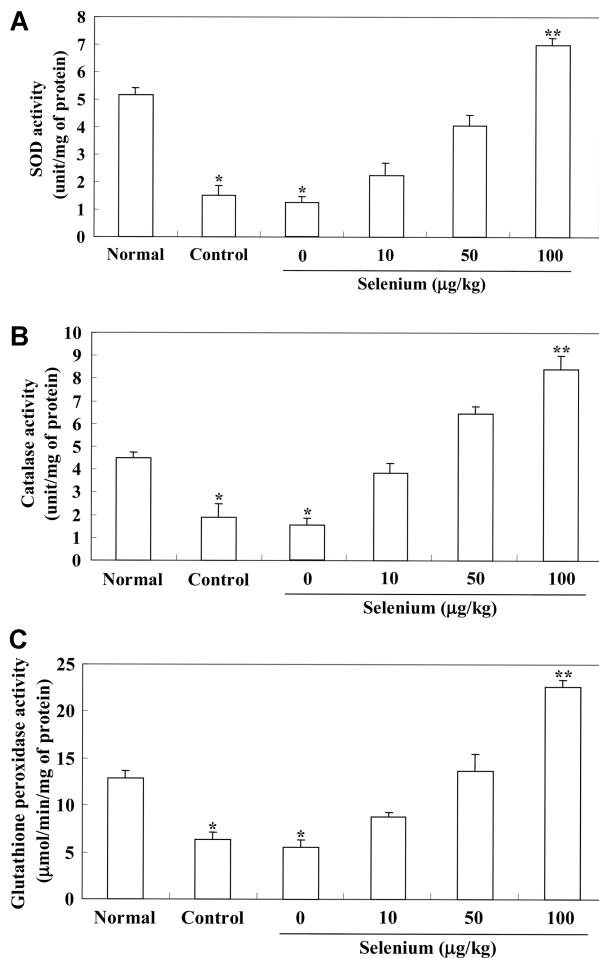 A
SOD activity
(unit/mg of protein)
8
7
6
5
4
3
2
1
0
*
*
**
Normal Control 0 10 50 100
Selenium (μg/kg)
B
Catalase activity
(unit/mg of protein)
10
9
8
7
6
5
4
3
2
1
0
*
*
**
Normal Control 0 10 50 100
Selenium (μg/kg)
C
Glutathione peroxidase activity
(μmol/min/mg of protein)
25
20
15
10
5
0
*
*
**
Normal Control 0 10 50 100
Selenium (μg/kg)